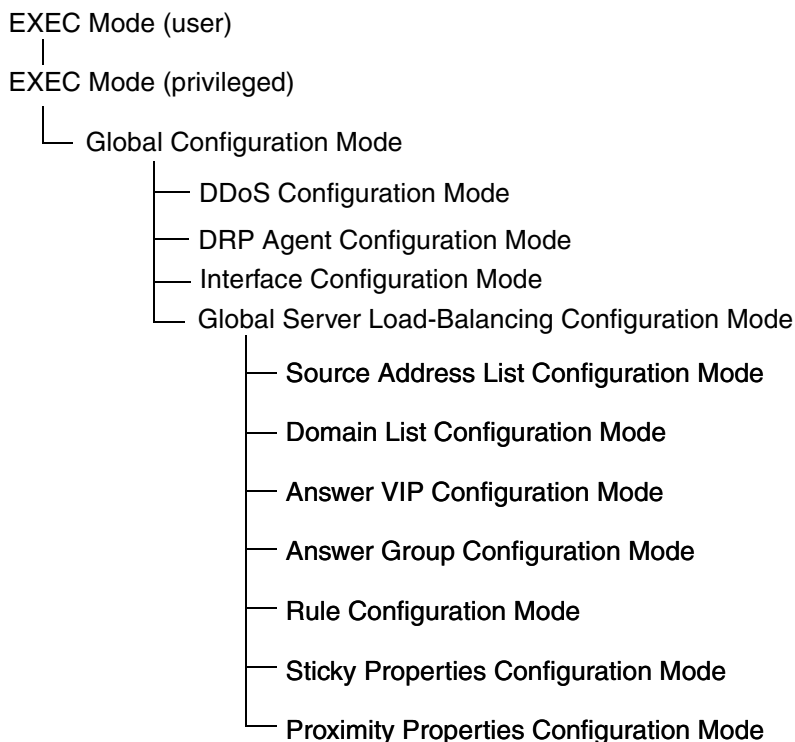 EXEC Mode (user)
EXEC Mode (privileged)
Global Configuration Mode
DDoS Configuration Mode
DRP Agent Configuration Mode
Interface Configuration Mode
Global Server Load-Balancing Configuration Mode
Source Address List Configuration Mode
Domain List Configuration Mode
Answer VIP Configuration Mode
Answer Group Configuration Mode
Rule Configuration Mode
Sticky Properties Configuration Mode
Proximity Properties Configuration Mode